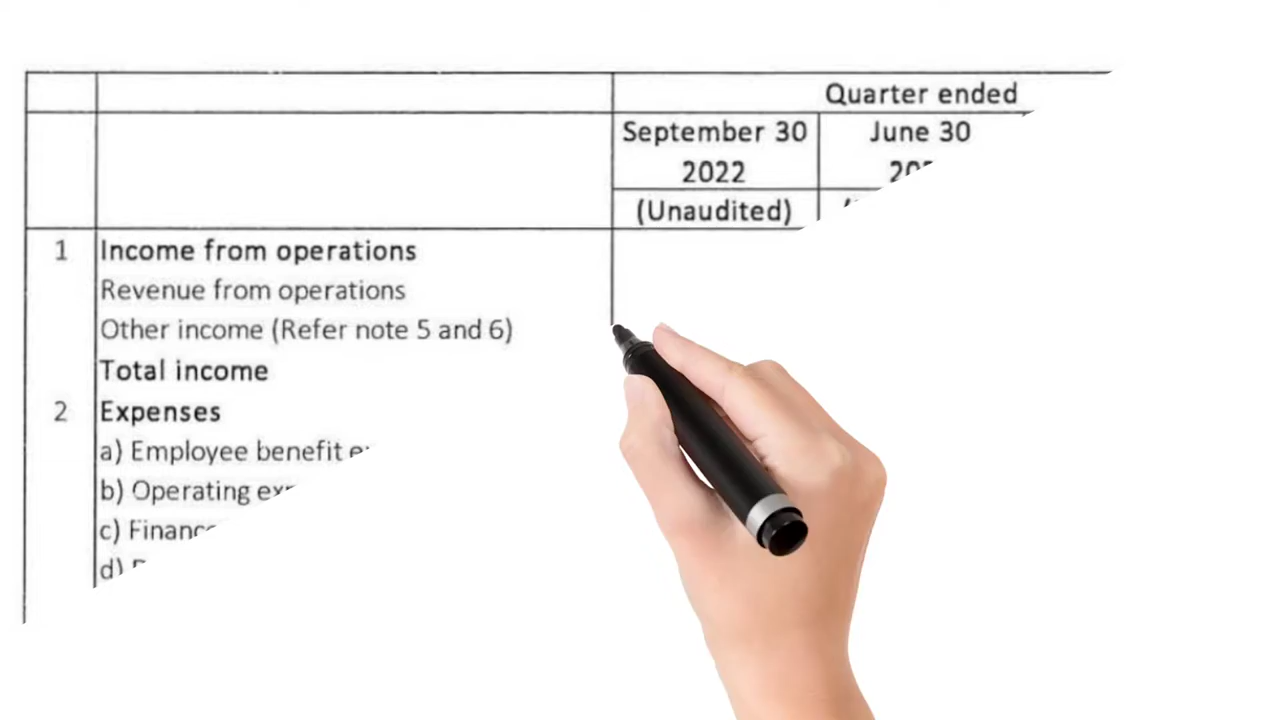 Quarter ended
September 30 June 30
2022
(Unaudited)
1 Income from operations
Revenue from operations
Other income (Refer note 5 and 6)
Total income
2 Expenses
a) Employee benefit
b) Operating
c)
d)